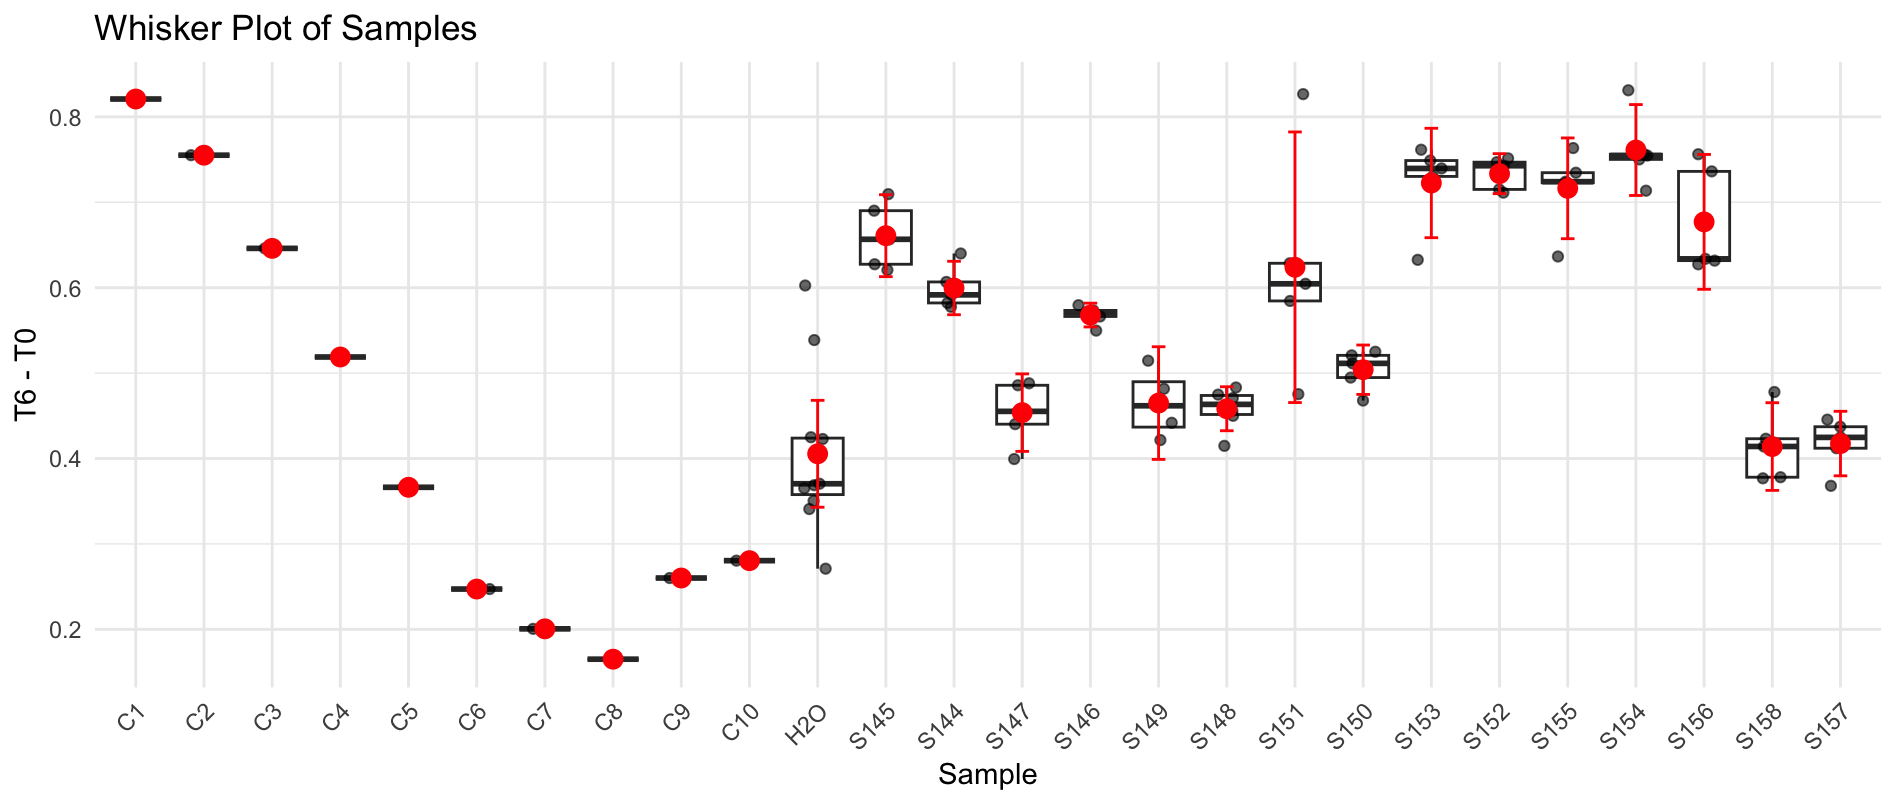 Whisker Plot of Samples
T6 - T0
0.8
0.6
0.4
0.2
C1 C2 C3 C4 C5 C6 C7 C8 C9 C10 H2O S145 S144 S147 S146 S149 S148 S151 S150 S153 S152 S155 S154 S156 S158 S157
Sample